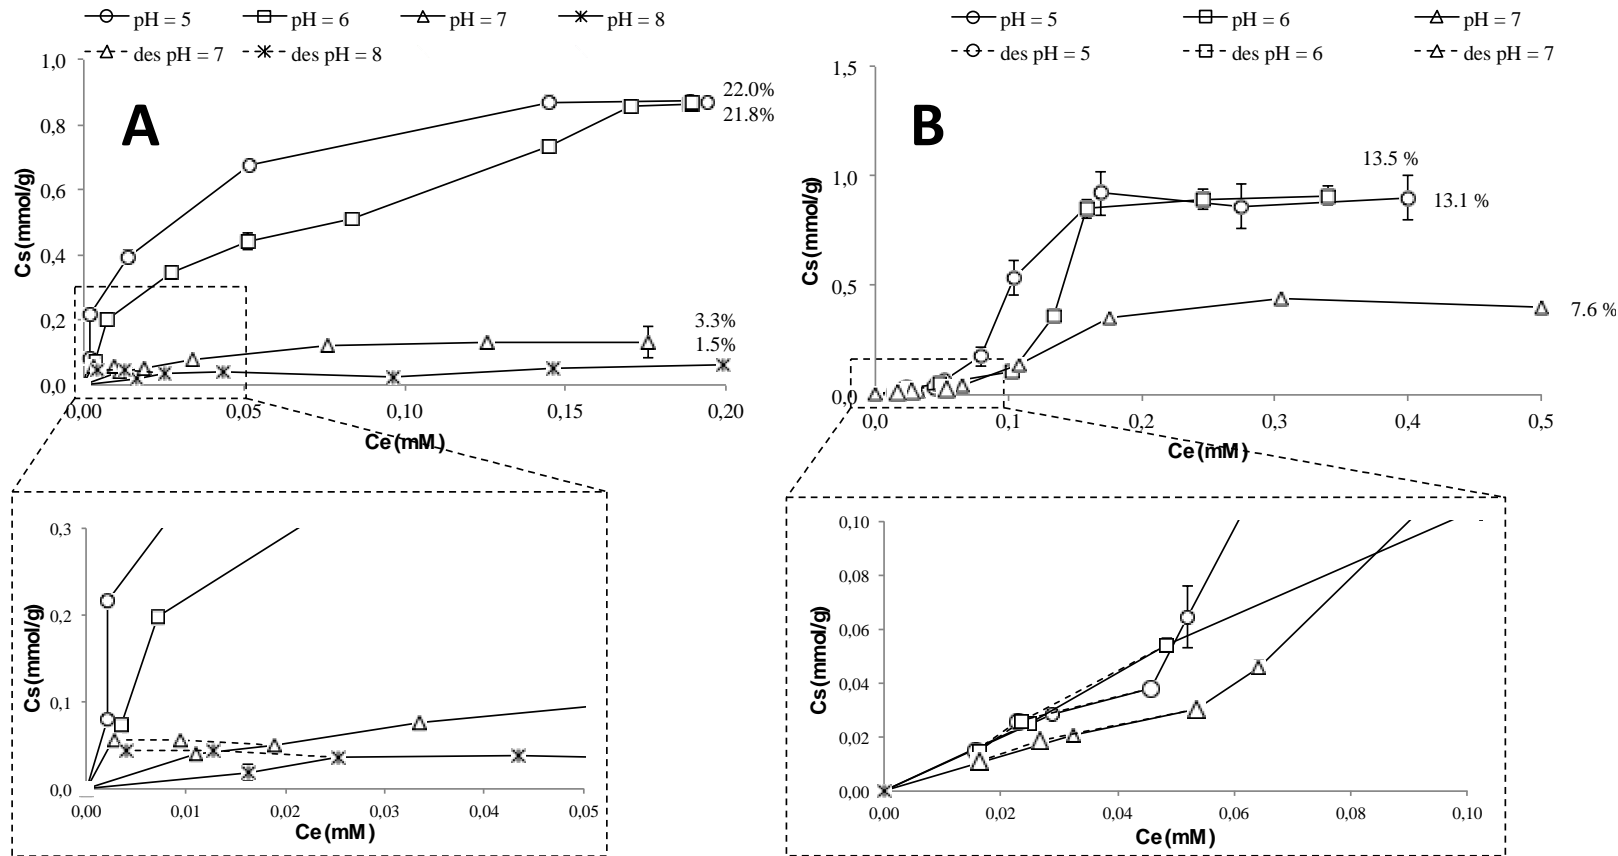 pH = 5 pH = 6 pH = 7 pH = 8
des pH = 7 des pH = 8
A
1,0
0,8
0,6
0,4
0,2
0,0
Cs (mmol/g)
22.0%
21.8%
3.3%
1.5%
0,00 0,05 0,10 0,15 0,20
Ce (mM)
0,3
0,2
0,1
0,0
Cs (mmol/g)
0,00 0,01 0,02 0,03 0,04 0,05
Ce (mM)
pH = 5 pH = 6 pH = 7
des pH = 5 des pH = 6 des pH = 7
B
1,5
1,0
0,5
0,0
Cs (mmol/g)
13.5 %
13.1 %
7.6 %
0,0 0,1 0,2 0,3 0,4 0,5
Ce (mM)
0,10
0,08
0,06
0,04
0,02
0,00
Cs (mmol/g)
0,00 0,02 0,04 0,06 0,08 0,10
Ce (mM)